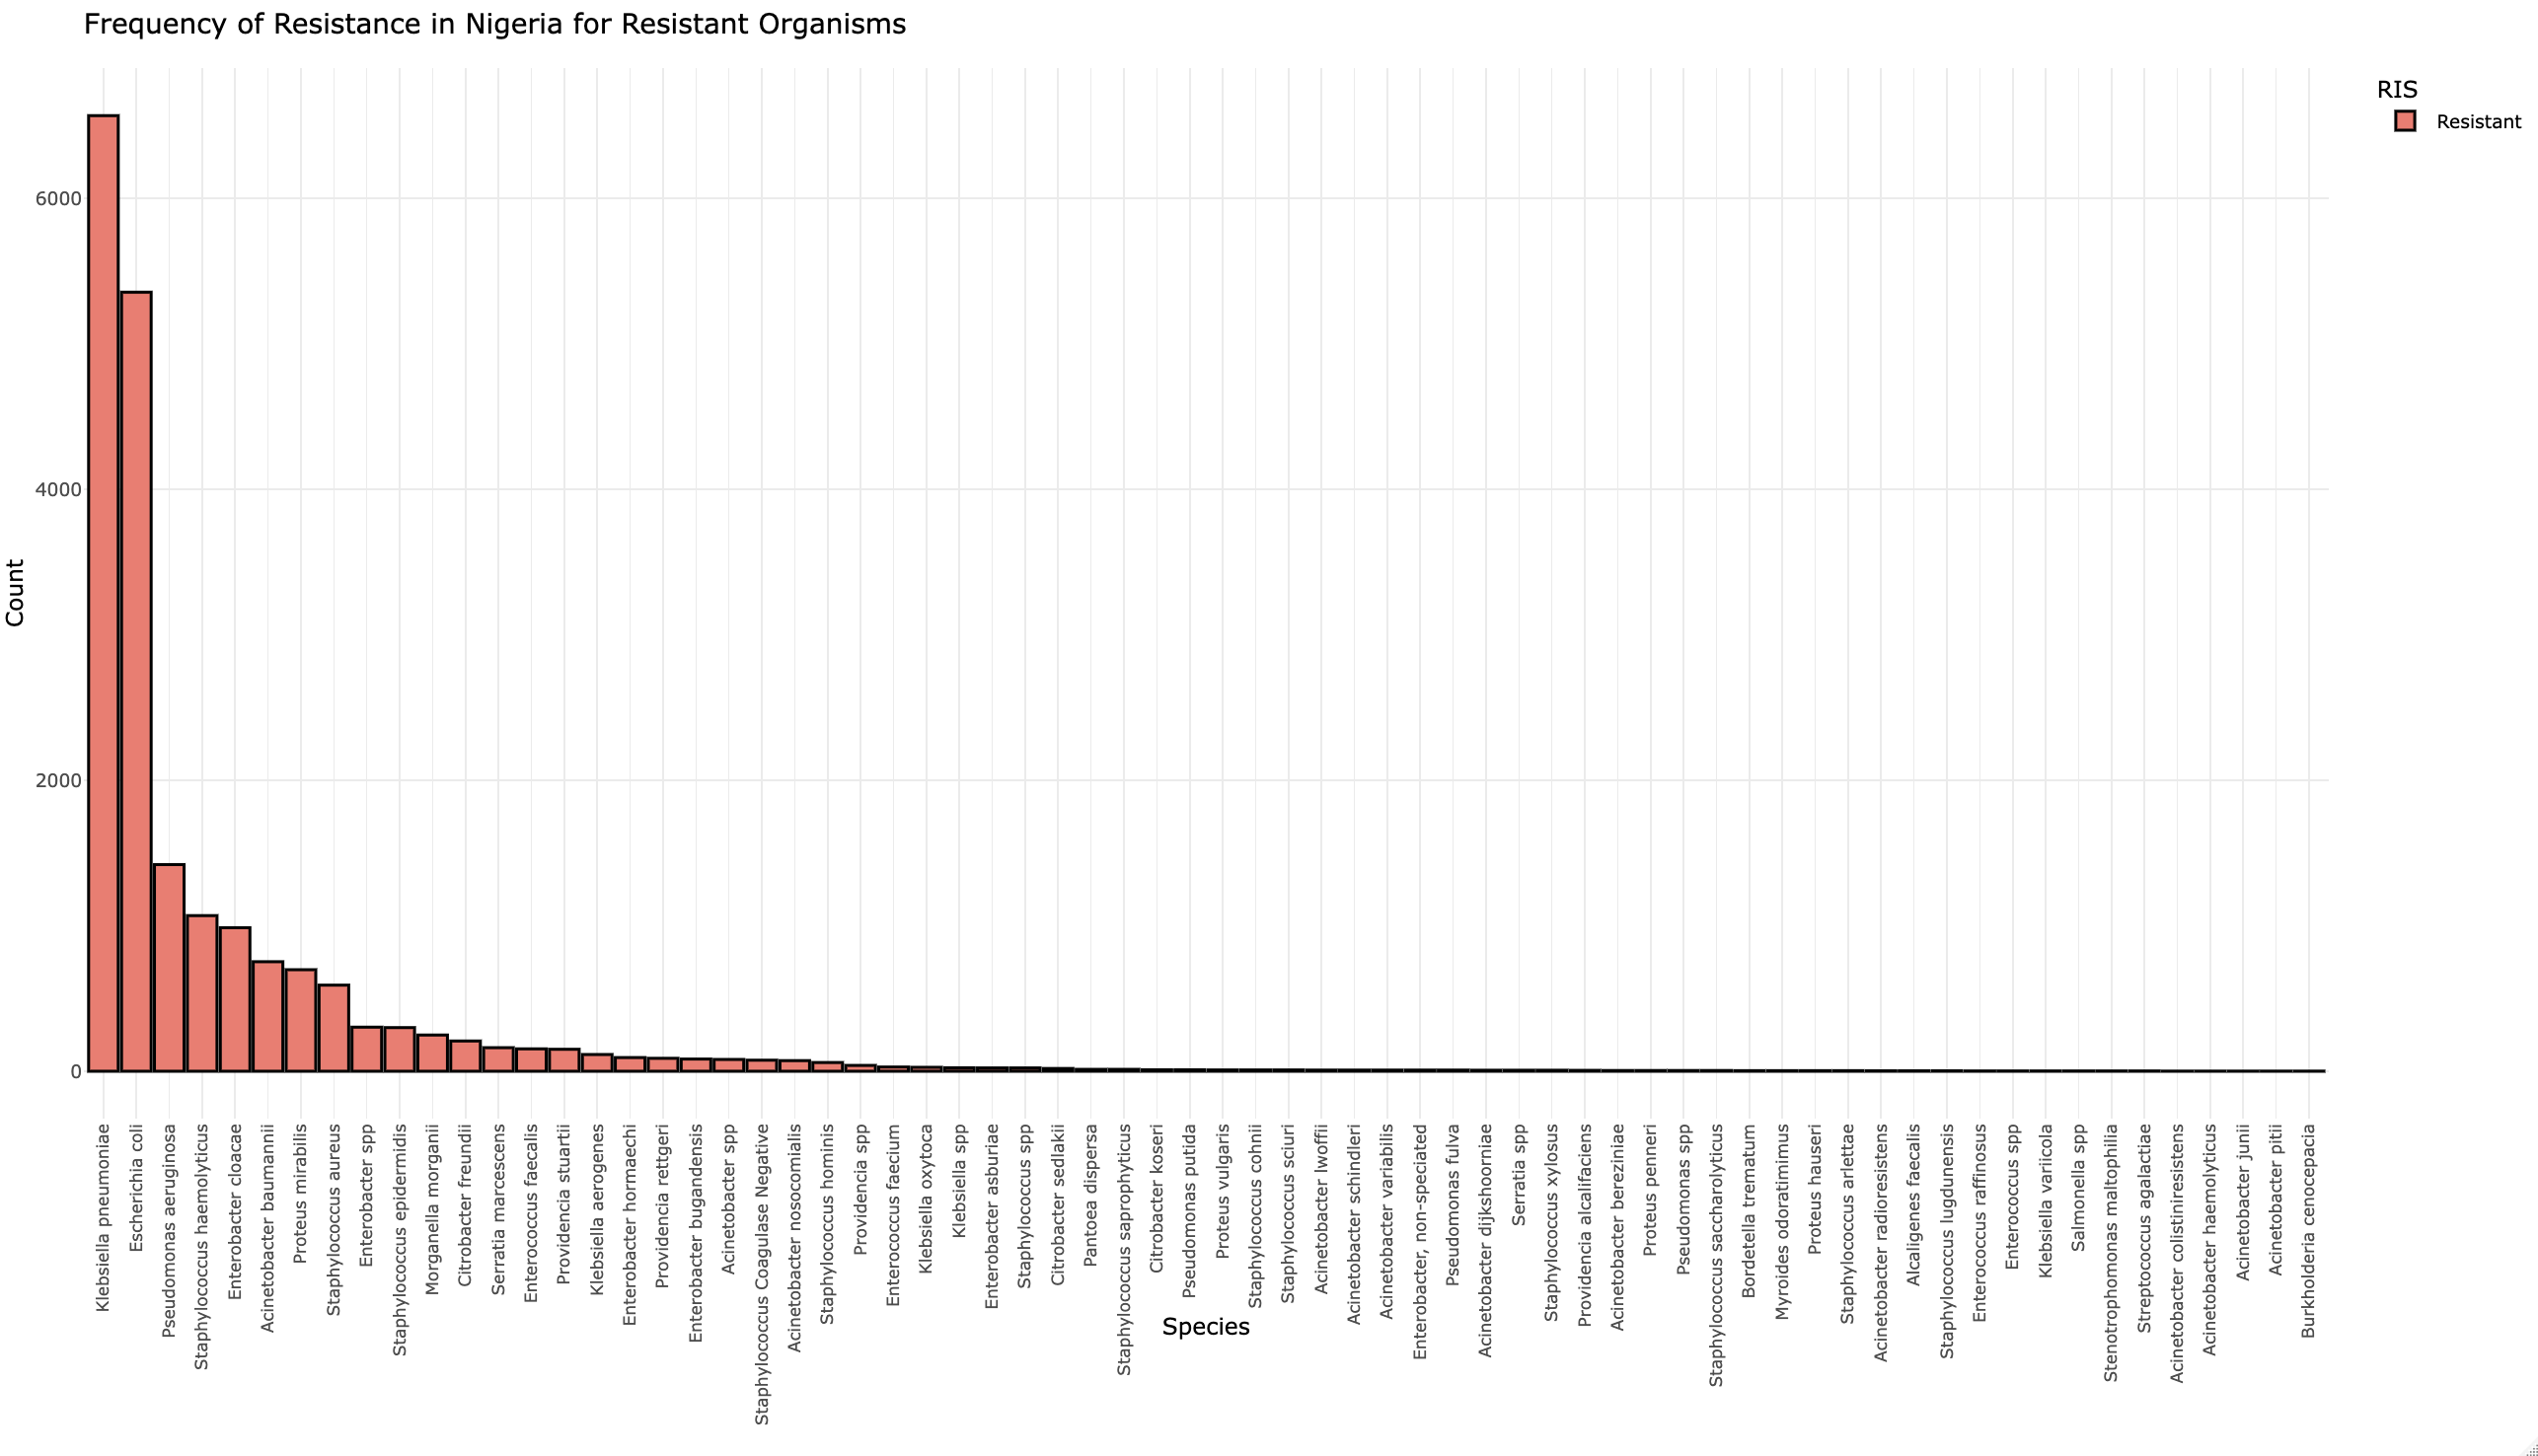 Frequency of Resistance in Nigeria for Resistant Organisms
RIS
Resistant
6000
4000
2000
0
Count
Klebsiella pneumoniae
Escherichia coli
Pseudomonas aeruginosa
Staphylococcus haemolyticus
Enterobacter cloacae
Acinetobacter baumannii
Proteus mirabilis
Staphylococcus aureus
Enterobacter spp
Staphylococcus epidermidis
Morganella morganii
Citrobacter freundii
Serratia marcescens
Enterococcus faecalis
Providencia stuartii
Klebsiella aerogenes
Enterobacter hormaechi
Providencia rettgeri
Enterobacter bugandensis
Acinetobacter spp
Staphylococcus Coagulase Negative
Acinetobacter nosocomialis
Staphylococcus hominis
Providencia spp
Enterococcus faecium
Klebsiella oxytoca
Klebsiella spp
Enterobacter asburiae
Staphylococcus spp
Citrobacter sedlakii
Pantoea dispersa
Staphylococcus saprophyticus
Citrobacter koseri
Pseudomonas putida
Proteus vulgaris
Staphylococcus cohnii
Staphylococcus sciuri
Acinetobacter lwoffii
Acinetobacter schindleri
Acinetobacter variabilis
Enterobacter, non-speciated
Pseudomonas fulva
Acinetobacter dijkshoorniae
Serratia spp
Staphylococcus xylosus
Providencia alcalifaciens
Acinetobacter bereziniae
Proteus penneri
Pseudomonas spp
Staphylococcus saccharolyticus
Bordetella trematum
Myroides odoratimimus
Proteus hauseri
Staphylococcus arlettae
Acinetobacter radioresistens
Alcaligenes faecalis
Staphylococcus lugdunensis
Enterococcus raffinosus
Enterococcus spp
Klebsiella variicola
Salmonella spp
Stenotrophomonas maltophilia
Streptococcus agalactiae
Acinetobacter colistiniresistens
Acinetobacter haemolyticus
Acinetobacter junii
Acinetobacter pitii
Burkholderia cenocepacia
Species